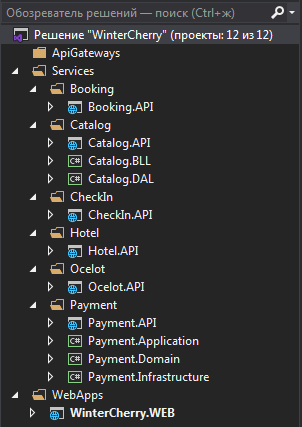 Обозреватель решений — поиск (Ctrl+ж)
Решение "WinterCherry" (проекты: 12 из 12)
ApiGateways
Services
Booking
Booking.API
Catalog
Catalog.API
C# Catalog.BLL
C# Catalog.DAL
CheckIn
CheckIn.API
Hotel
Hotel.API
Ocelot
Ocelot.API
Payment
Payment.API
C# Payment.Application
C# Payment.Domain
C# Payment.Infrastructure
WebApps
WinterCherry.WEB